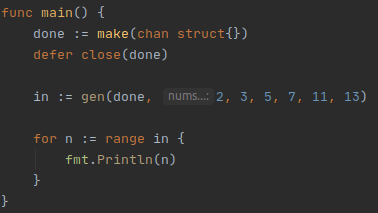 func main() {
done := make(chan struct{})
defer close(done)
in := gen(done, nums...: 2, 3, 5, 7, 11, 13)
for n := range in {
fmt.Println(n)
}
}